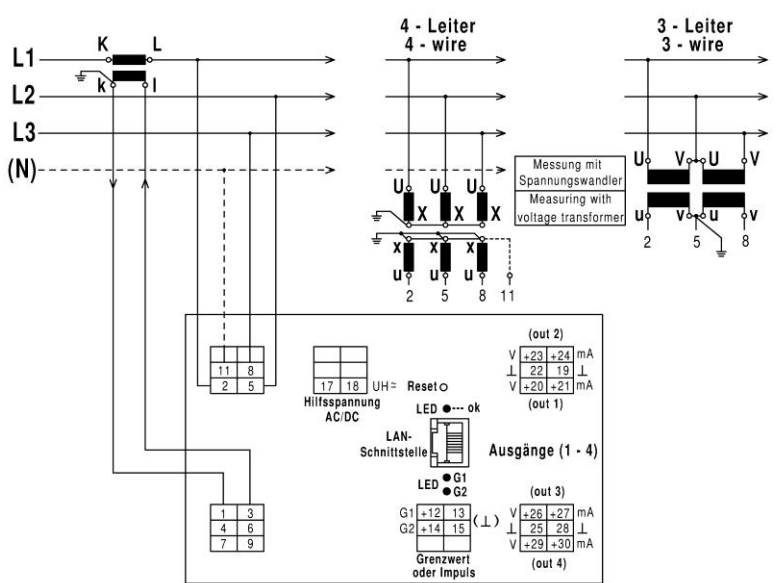 4 - Leiter
4 - wire
3 - Leiter
3 - wire
K L
L1
k l
L2
L3
(N)
Messung mit
Spannungswandler
Measuring with
voltage transformer
U U U
X X X
x x x
u u u
2 5 8 11
U V U V
u v u v
2 5 8
11 8
2 5
17 18 UH≂
Hilfsspannung
AC/DC
Reset
LED --- ok
LAN-
Schnittstelle
LED G1
G2
(out 2)
V +23 +24 mA
⊥ 22 19 ⊥
V +20 +21 mA
(out 1)
Ausgänge (1 - 4)
1 3
4 6
7 9
G1 +12 13 (⊥)
G2 +14 15
Grenzwert
oder Impuls
(out 3)
V +26 +27 mA
⊥ 25 28 ⊥
V +29 +30 mA
(out 4)